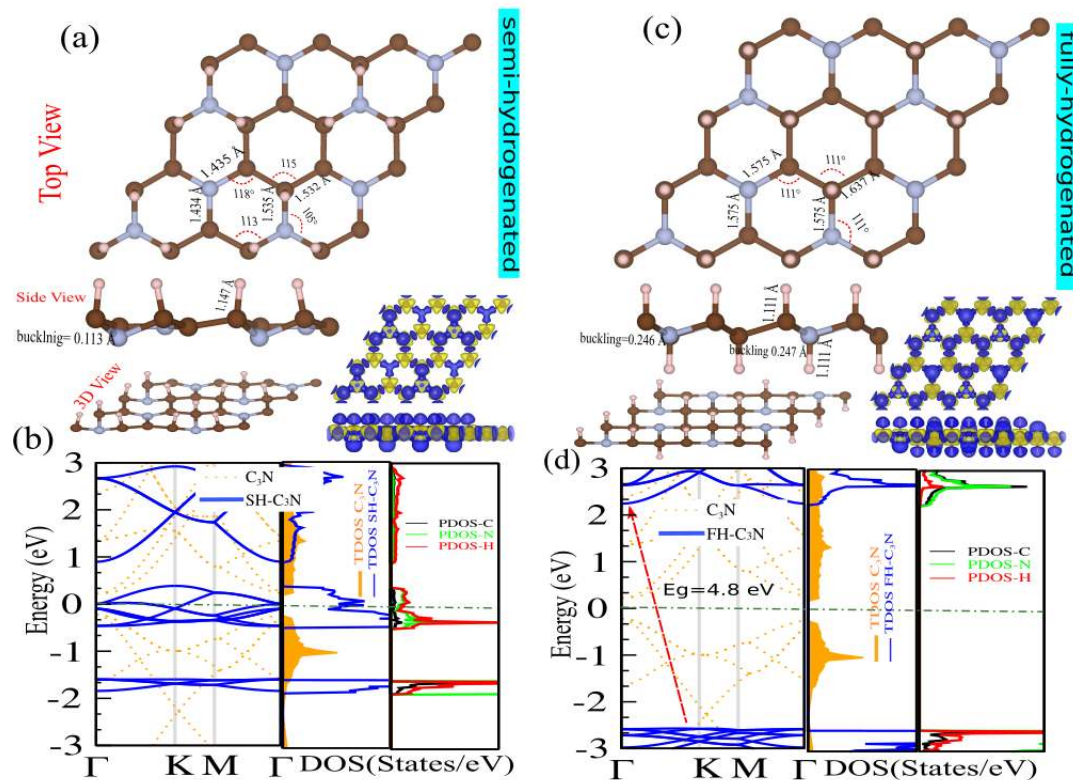 (a)
semi-hydrogenated
Top View
1.435 Å
115
118°
1.434 Å
1.535 Å
1.532 Å
105°
113
Side View
1.147 Å
bucklnig= 0.113 Å
3D View
(c)
fully-hydrogenated
1.575 Å
111°
111°
1.637 Å
1.575 Å
1.575 Å
111°
1.111 Å
buckling=0.246 Å
buckling 0.247 Å
1.111 Å
(b)
3
2
1
0
-1
-2
-3
Energy (eV)
C₃N
SH-C₃N
TDOS C₃N
TDOS SH-C₃N
PDOS-C
PDOS-N
PDOS-H
Γ K M Γ DOS(States/eV)
(d)
3
2
1
0
-1
-2
-3
Energy (eV)
C₃N
FH-C₃N
Eg=4.8 eV
TDOS C₃N
TDOS FH-C₃N
PDOS-C
PDOS-N
PDOS-H
Γ K M Γ DOS(States/eV)